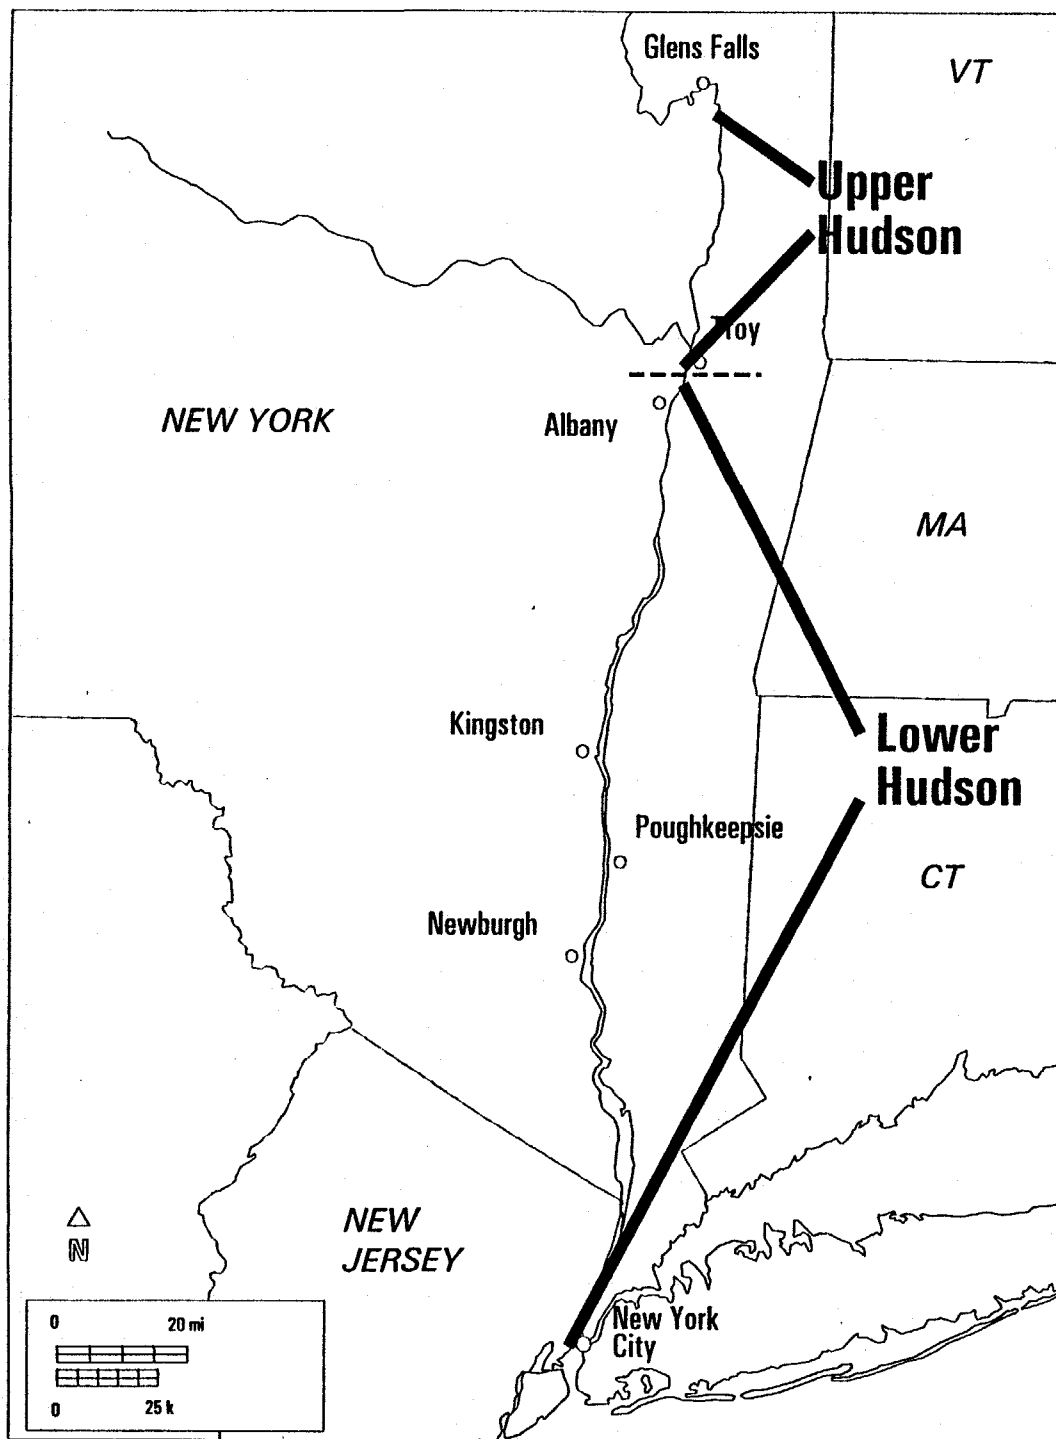 Glens Falls
VT
Upper
Hudson
Troy
NEW YORK
Albany
MA
Kingston
Lower
Hudson
Poughkeepsie
CT
Newburgh
NEW
JERSEY
N
0 20 mi
0 25 k
New York
City